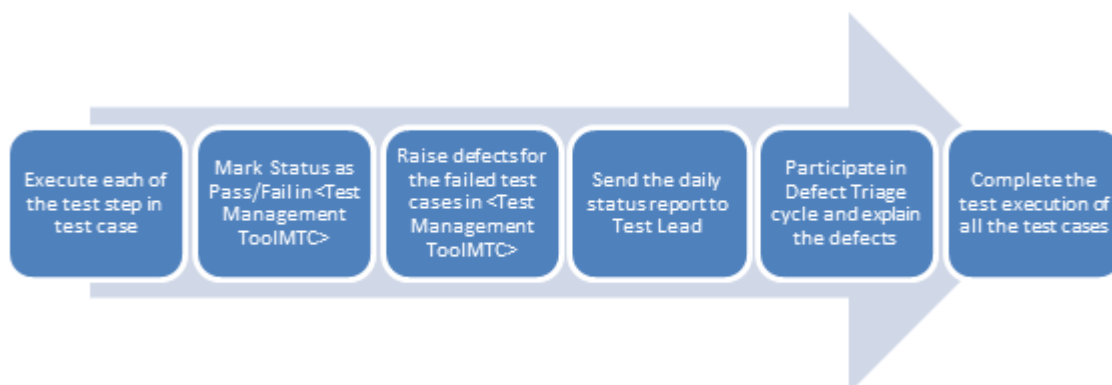 Execute each of
the test step in
test case
Mark Status as
Pass/Fail in <Test
Management
ToolMTC>
Raise defects for
the failed test
cases in <Test
Management
ToolMTC>
Send the daily
status report to
Test Lead
Participate in
Defect Triage
cycle and explain
the defects
Complete the
test execution of
all the test cases